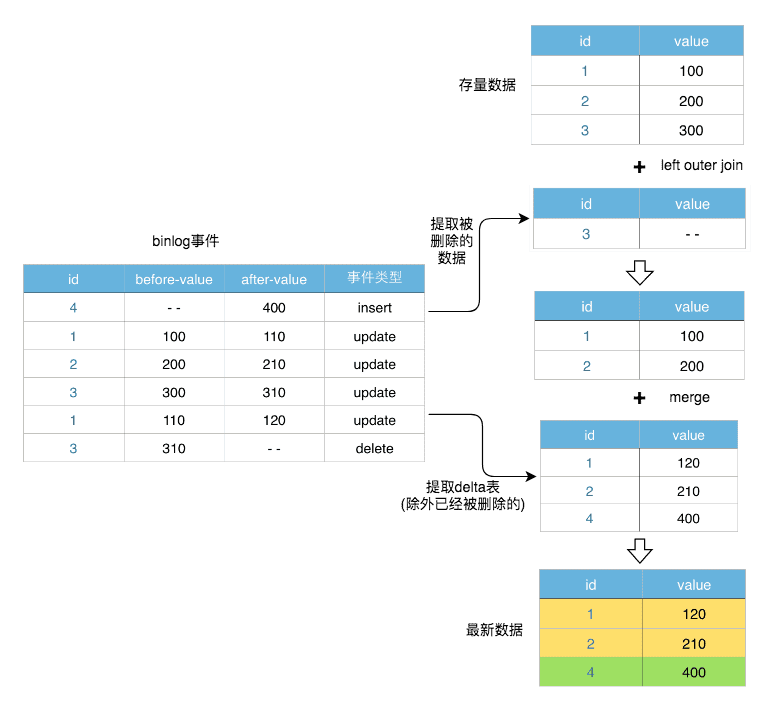 id value
存量数据
1 100
2 200
3 300
+ left outer join
id value
3 - -
提取被
删除的
数据
binlog事件
id before-value after-value 事件类型
4 - - 400 insert
1 100 110 update
2 200 210 update
3 300 310 update
1 110 120 update
3 310 - - delete
id value
1 100
2 200
+ merge
提取delta表
(除外已经被删除的)
id value
1 120
2 210
4 400
最新数据
id value
1 120
2 210
4 400